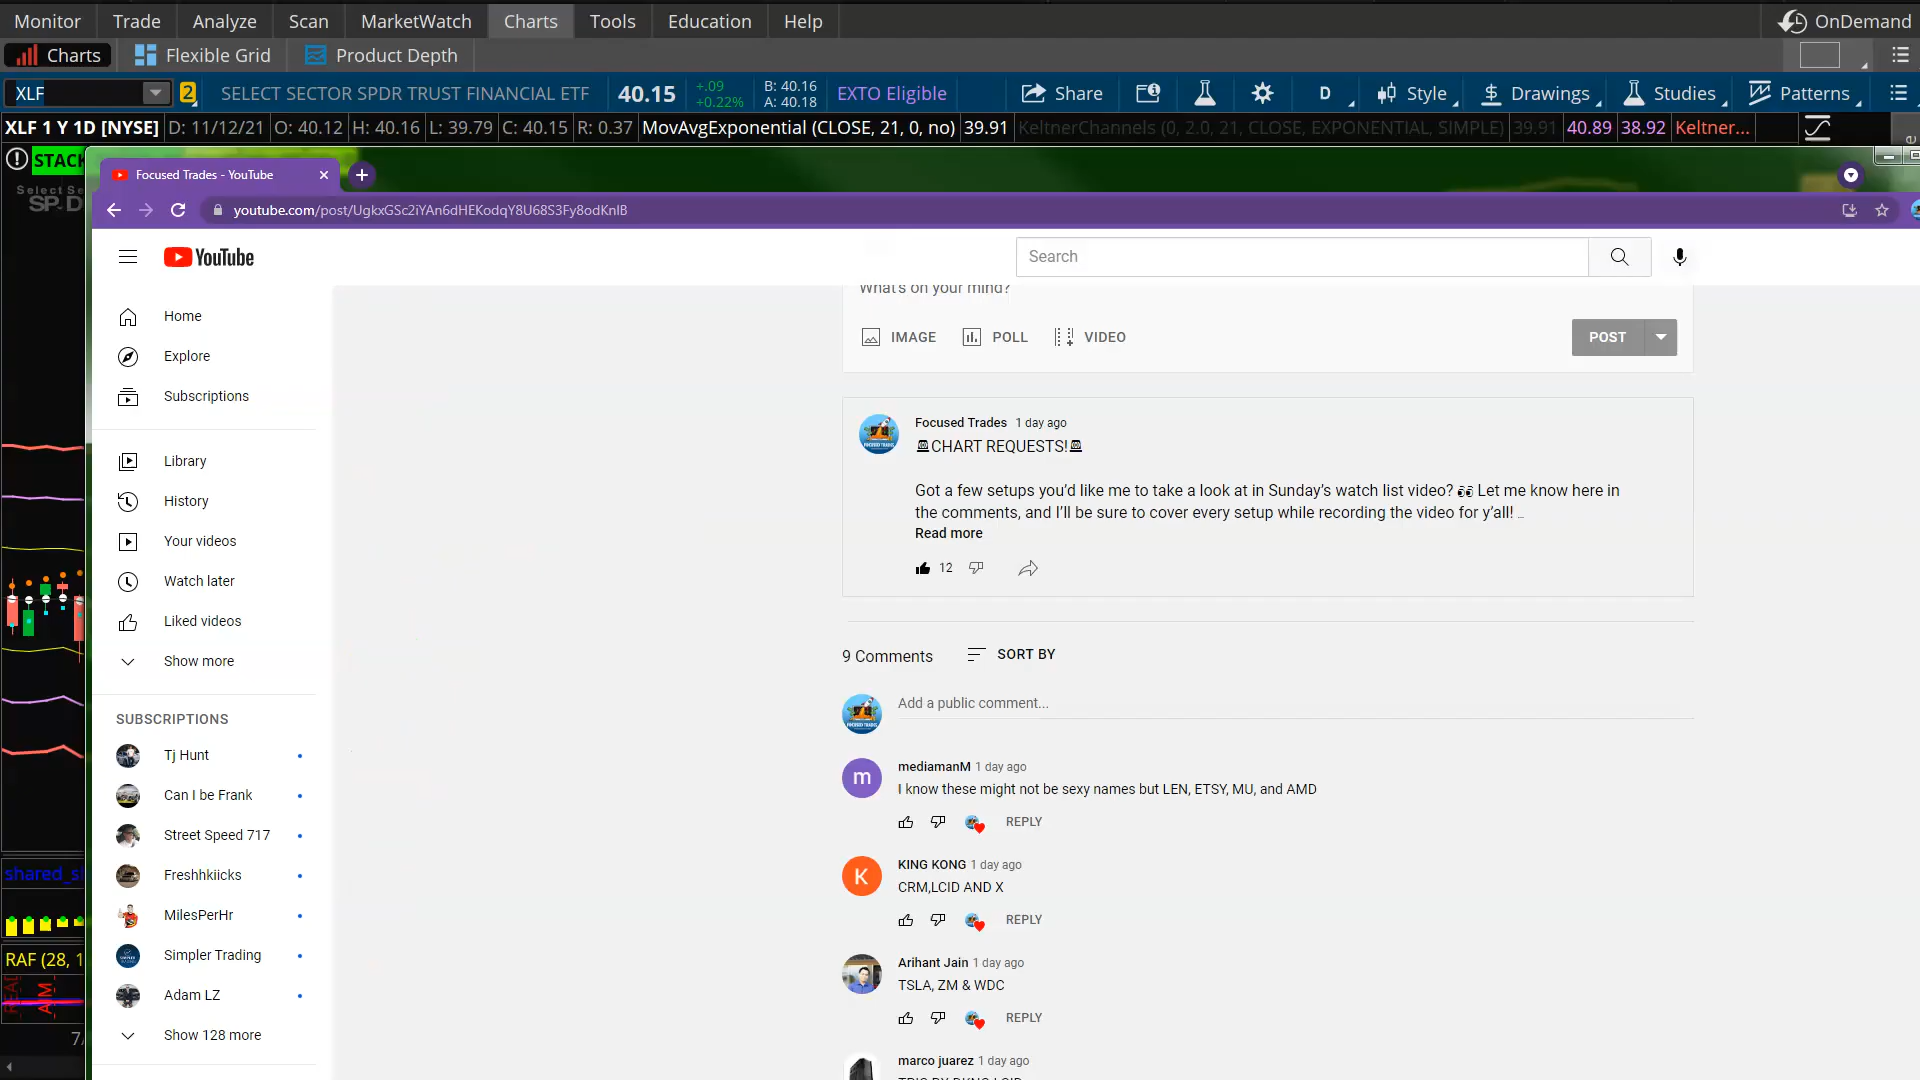 Monitor Trade Analyze Scan MarketWatch Charts Tools Education Help OnDemand
Charts Flexible Grid Product Depth
XLF 2 SELECT SECTOR SPDR TRUST FINANCIAL ETF 40.15 +.09 +0.22% B: 40.16 A: 40.18 EXTO Eligible Share D Style Drawings Studies Patterns
XLF 1 Y 1D [NYSE] D: 11/12/21 O: 40.12 H: 40.16 L: 39.79 C: 40.15 R: 0.37 MovAvgExponential (CLOSE, 21, 0, no) 39.91 KeltnerChannels (0, 2.0, 21, CLOSE, EXPONENTIAL, SIMPLE) 39.91 40.89 38.92 Keltner...
STACK
Select Se
SPD
Focused Trades - YouTube
youtube.com/post/UgkxGSc2iYAn6dHEKodqY8U68S3Fy8odKnlB
YouTube
Search
What's on your mind?
IMAGE POLL VIDEO POST
Home
Explore
Subscriptions
Library
History
Your videos
Watch later
Liked videos
Show more
SUBSCRIPTIONS
Tj Hunt
Can I be Frank
Street Speed 717
Freshhkiicks
MilesPerHr
Simpler Trading
Adam LZ
Show 128 more
Focused Trades 1 day ago
🚨CHART REQUESTS!🚨
Got a few setups you'd like me to take a look at in Sunday's watch list video? 👀 Let me know here in
the comments, and I'll be sure to cover every setup while recording the video for y'all! ...
Read more
12
9 Comments SORT BY
Add a public comment...
m
mediamanM 1 day ago
I know these might not be sexy names but LEN, ETSY, MU, and AMD
REPLY
K
KING KONG 1 day ago
CRM,LCID AND X
REPLY
Arihant Jain 1 day ago
TSLA, ZM & WDC
REPLY
marco juarez 1 day ago
shared_s
RAF (28, 1
AIM
7/